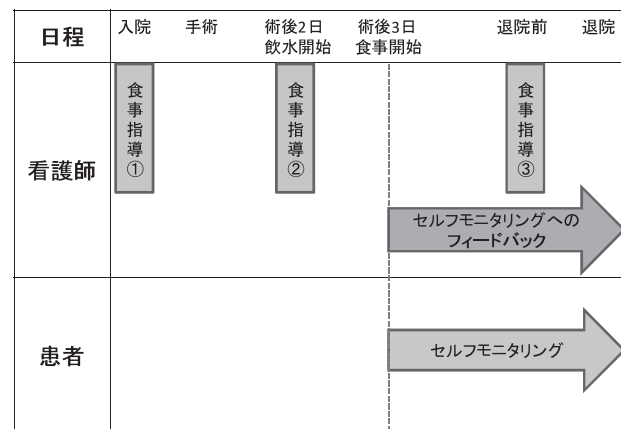 日程
入院
手術
術後2日
飲水開始
術後3日
食事開始
退院前
退院
看護師
食事指導①
食事指導②
食事指導③
セルフモニタリングへの
フィードバック
患者
セルフモニタリング